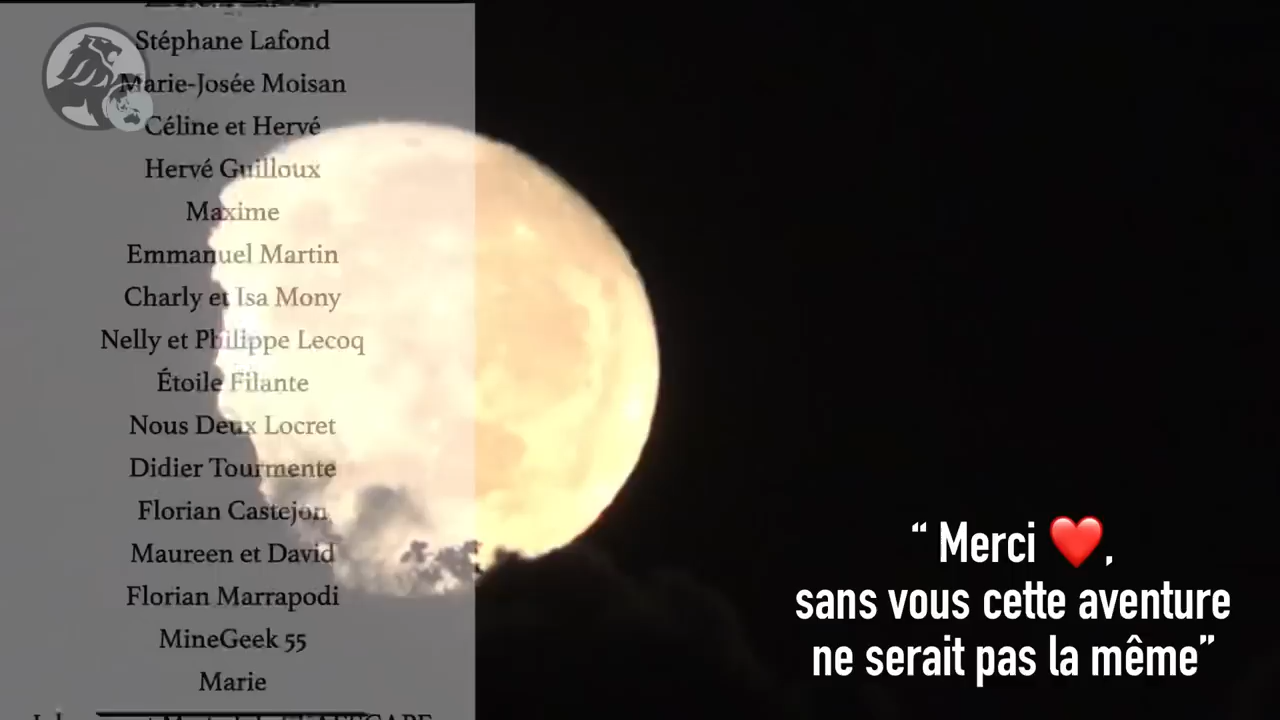 Stéphane Lafond
Marie-Josée Moisan
Céline et Hervé
Hervé Guilloux
Maxime
Emmanuel Martin
Charly et Isa Mony
Nelly et Philippe Lecoq
Étoile Filante
Nous Deux Locret
Didier Tourmente
Florian Castejon
Maureen et David
Florian Marrapodi
MineGeek 55
Marie
“ Merci ❤️,
sans vous cette aventure
ne serait pas la même”